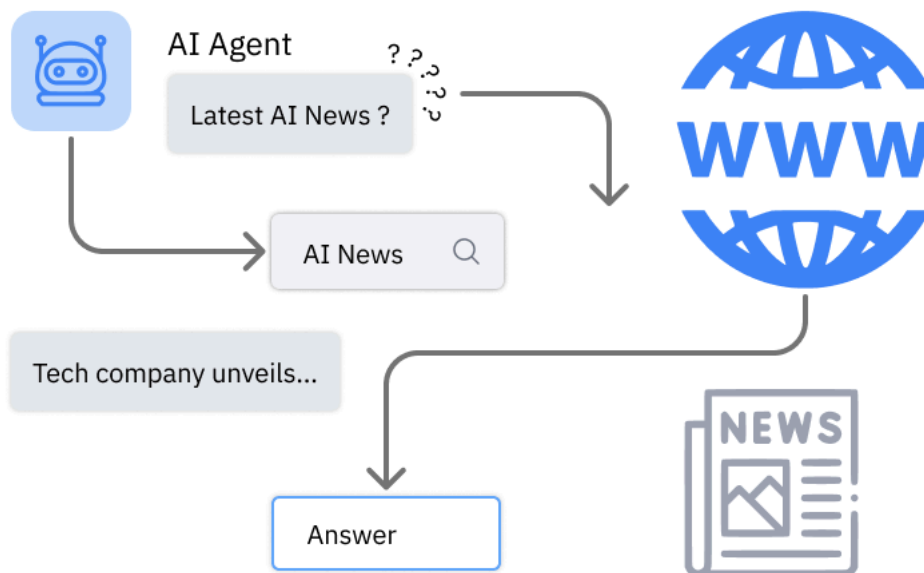 AI Agent
? ? ? ? ?
Latest AI News ?
WWW
AI News
Tech company unveils...
NEWS
Answer